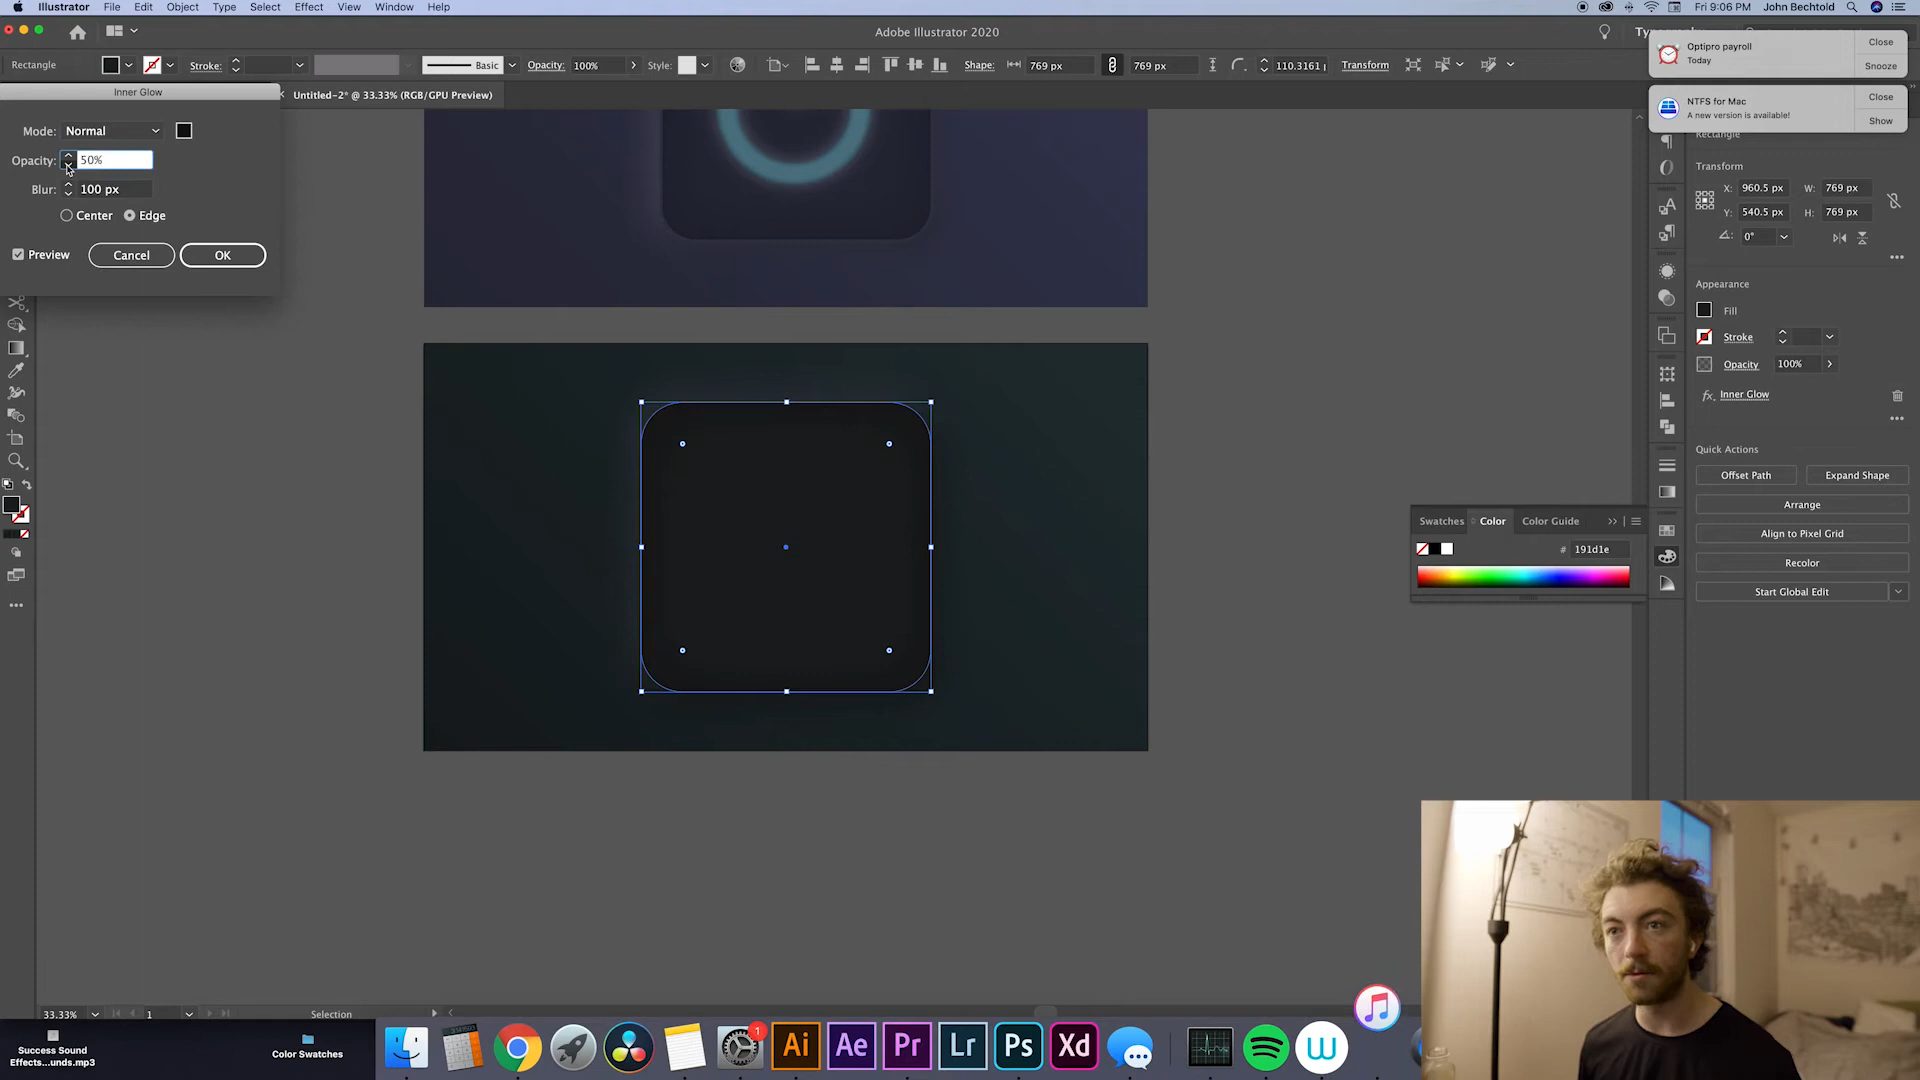 Illustrator File Edit Object Type Select Effect View Window Help
Fri 9:06 PM John Bechtold
Adobe Illustrator 2020
Rectangle
Stroke:
Basic
Opacity: 100%
Style:
Shape:
769 px
769 px
110.3161
Transform
Optipro payroll
Today
Close
Snooze
NTFS for Mac
A new version is available!
Close
Show
Inner Glow
Untitled-2* @ 33.33% (RGB/GPU Preview)
Mode: Normal
Opacity: 50%
Blur: 100 px
Center Edge
Preview Cancel OK
Rectangle
Transform
X: 960.5 px W: 769 px
Y: 540.5 px H: 769 px
0°
Appearance
Fill
Stroke
Opacity 100%
fx Inner Glow
Quick Actions
Offset Path Expand Shape
Arrange
Align to Pixel Grid
Recolor
Start Global Edit
Swatches Color Color Guide
# 191d1e
33.33% 1 Selection
Success Sound
Effects...unds.mp3
Color Swatches
1
Ai Ae Pr Lr Ps Xd